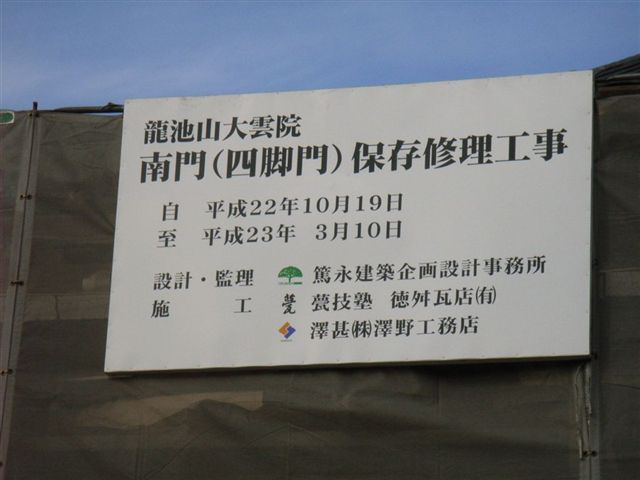 龍池山大雲院
南門(四脚門)保存修理工事
自 平成22年10月19日
至 平成23年 3月10日
設計・監理 篤永建築企画設計事務所
施 工 甍 甍技塾 徳舛瓦店㈲
澤甚㈱澤野工務店